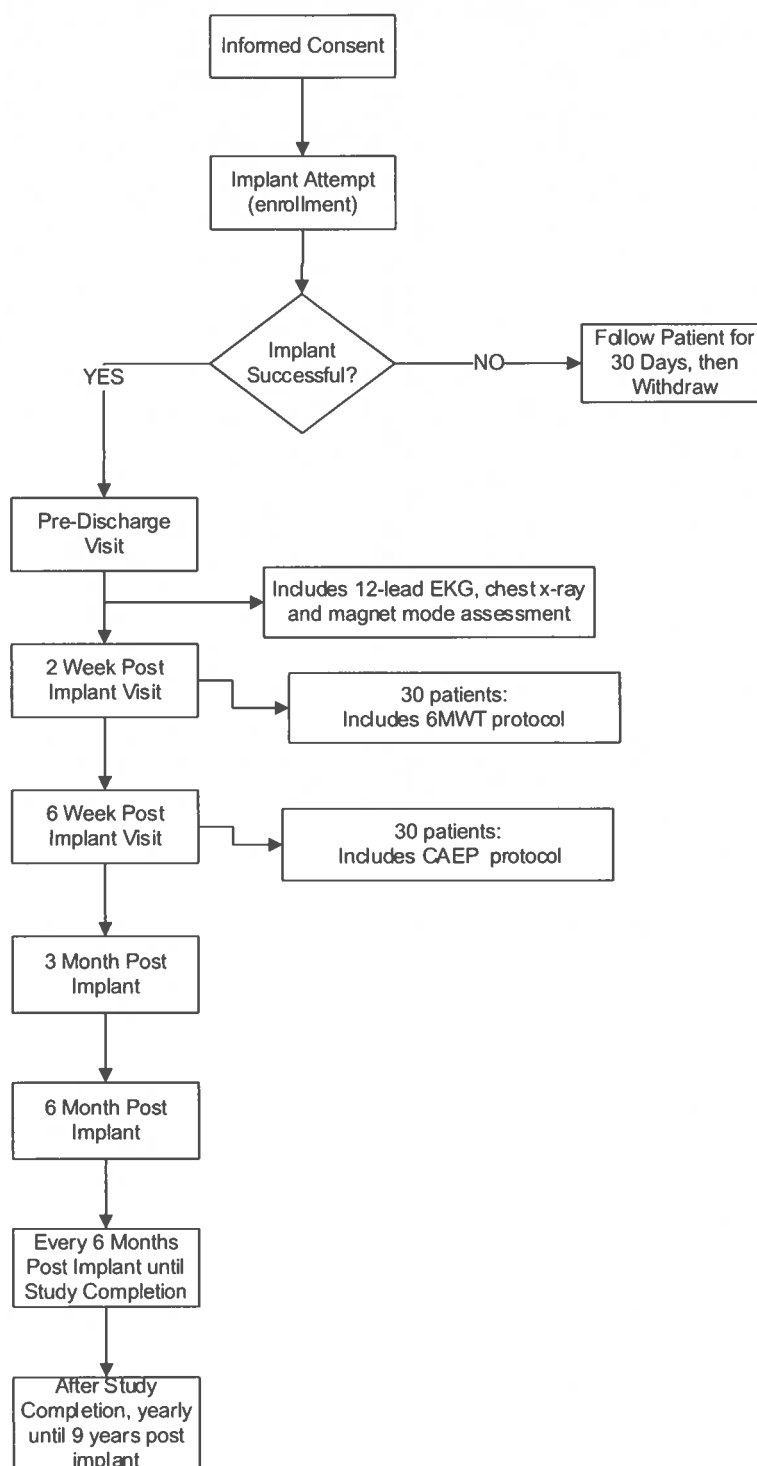 Informed Consent
Implant Attempt
(enrollment)
Implant
Successful?
YES
NO
Follow Patient for
30 Days, then
Withdraw
Pre-Discharge
Visit
Includes 12-lead EKG, chest x-ray
and magnet mode assessment
2 Week Post
Implant Visit
30 patients:
Includes 6MWT protocol
6 Week Post
Implant Visit
30 patients:
Includes CAEP protocol
3 Month Post
Implant
6 Month Post
Implant
Every 6 Months
Post Implant until
Study Completion
After Study
Completion, yearly
until 9 years post
implant